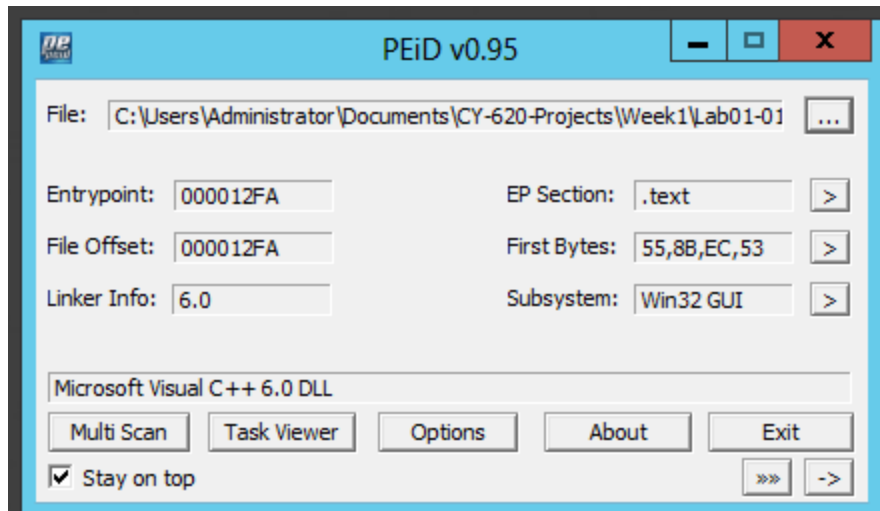 PEiD v0.95
File: C:\Users\Administrator\Documents\CY-620-Projects\Week1\Lab01-01 ...
Entrypoint: 000012FA EP Section: .text >
File Offset: 000012FA First Bytes: 55,8B,EC,53 >
Linker Info: 6.0 Subsystem: Win32 GUI >
Microsoft Visual C++ 6.0 DLL
Multi Scan Task Viewer Options About Exit
Stay on top »» ->